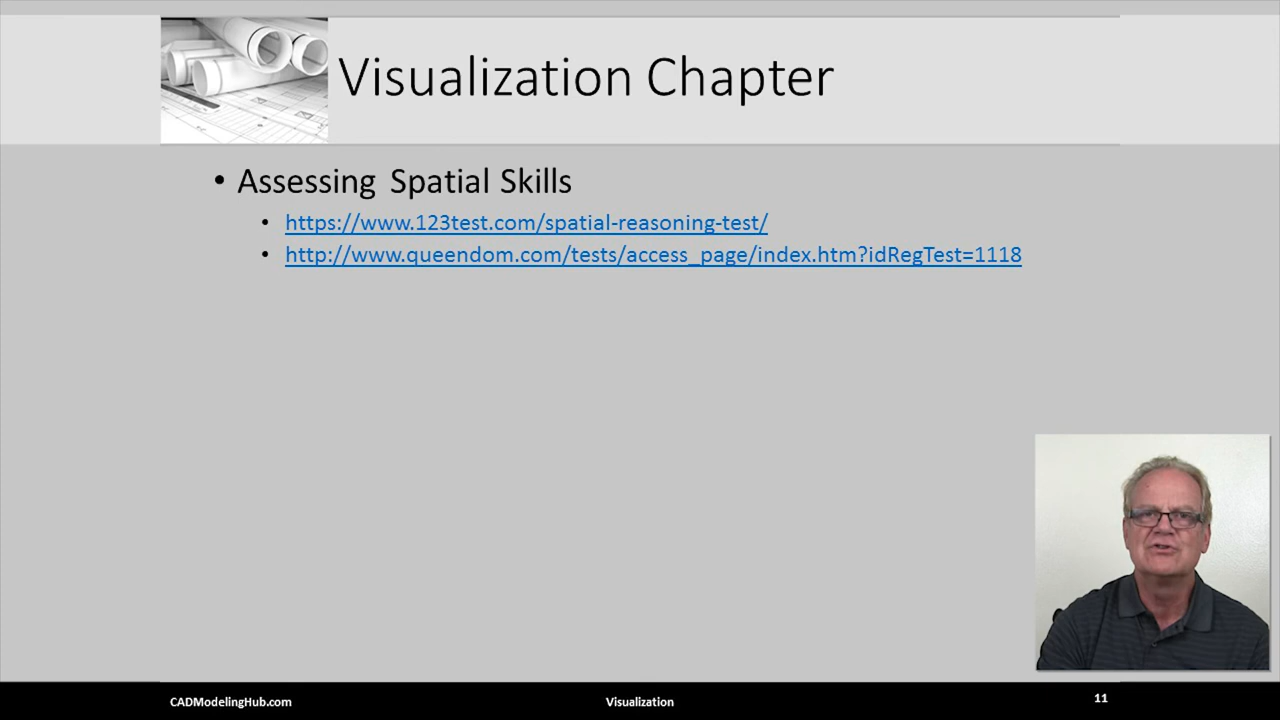 Visualization Chapter
• Assessing Spatial Skills
• https://www.123test.com/spatial-reasoning-test/
• http://www.queendom.com/tests/access_page/index.htm?idRegTest=1118
CADModelingHub.com
Visualization
11